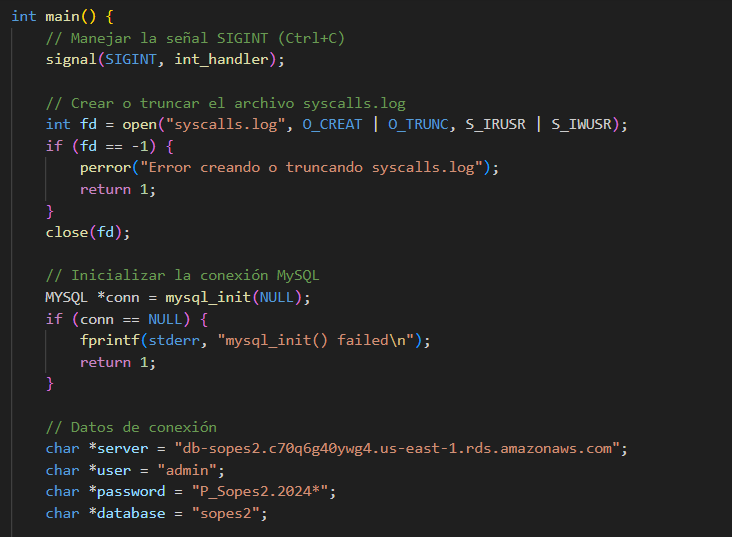 int main() {
    // Manejar la señal SIGINT (Ctrl+C)
    signal(SIGINT, int_handler);
    // Crear o truncar el archivo syscalls.log
    int fd = open("syscalls.log", O_CREAT | O_TRUNC, S_IRUSR | S_IWUSR);
    if (fd == -1) {
        perror("Error creando o truncando syscalls.log");
        return 1;
    }
    close(fd);
    // Inicializar la conexión MySQL
    MYSQL *conn = mysql_init(NULL);
    if (conn == NULL) {
        fprintf(stderr, "mysql_init() failed\n");
        return 1;
    }
    // Datos de conexión
    char *server = "db-sopes2.c70q6g40ywg4.us-east-1.rds.amazonaws.com";
    char *user = "admin";
    char *password = "P_Sopes2.2024*";
    char *database = "sopes2";